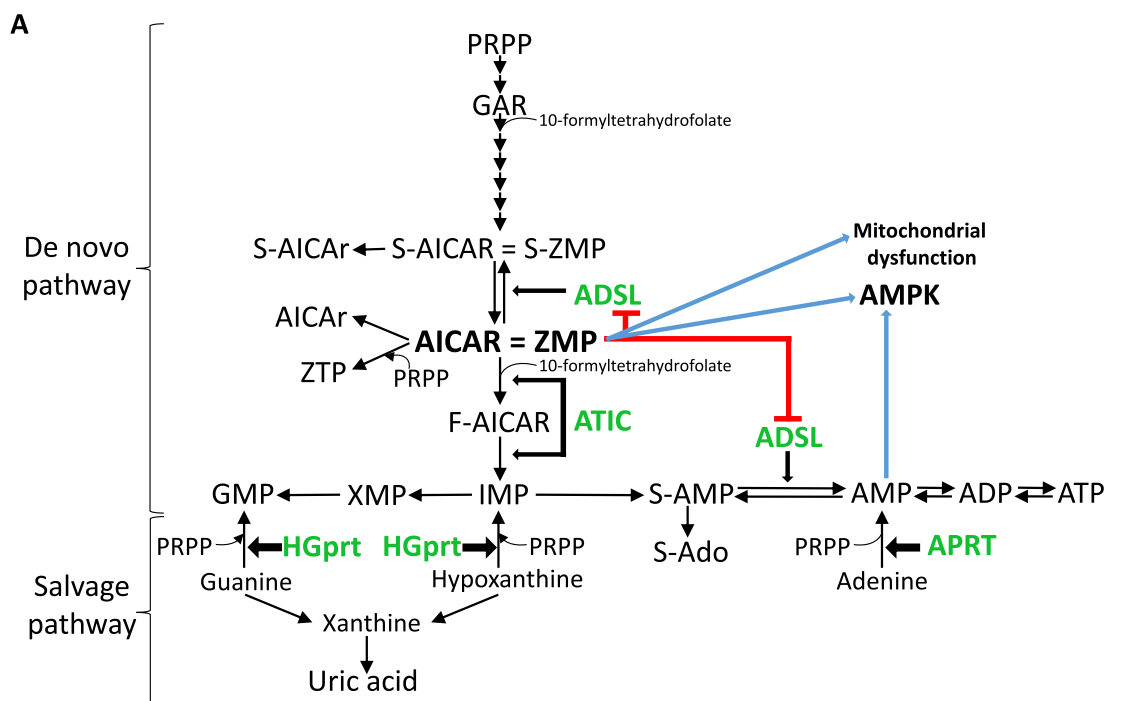 A
PRPP
GAR
10-formyltetrahydrofolate
De novo
pathway
S-AICAr
S-AICAR = S-ZMP
Mitochondrial
dysfunction
ADSL
AMPK
AICAr
AICAR = ZMP
ZTP
PRPP
10-formyltetrahydrofolate
F-AICAR
ATIC
ADSL
GMP
XMP
IMP
S-AMP
AMP
ADP
ATP
PRPP
HGprt
HGprt
PRPP
S-Ado
PRPP
APRT
Salvage
pathway
Guanine
Hypoxanthine
Adenine
Xanthine
Uric acid